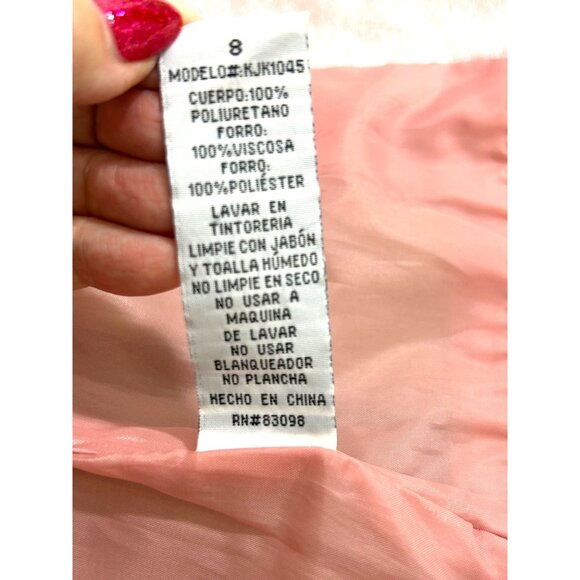 8
MODELO#:KJK1045
CUERPO:100%
POLIURETANO
FORRO:
100%VISCOSA
FORRO:
100%POLIÉSTER
LAVAR EN
TINTORERIA
LIMPIE CON JABÓN
Y TOALLA HÚMEDO
NO LIMPIE EN SECO
NO USAR A
MAQUINA
DE LAVAR
NO USAR
BLANQUEADOR
NO PLANCHA
HECHO EN CHINA
RN#83098